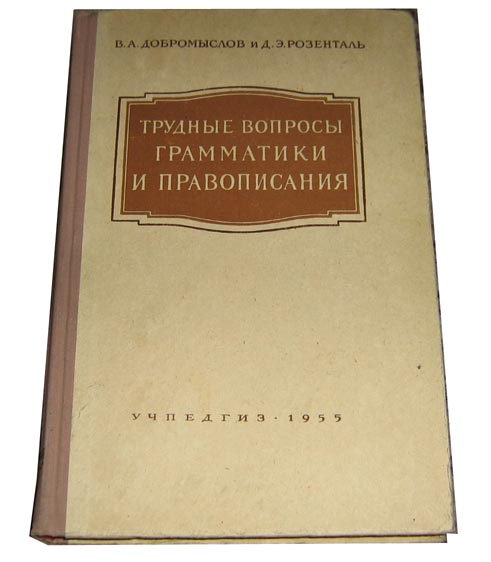 В. А. ДОБРОМЫСЛОВ И Д. Э. РОЗЕНТАЛЬ
ТРУДНЫЕ ВОПРОСЫ
ГРАММАТИКИ
И ПРАВОПИСАНИЯ
УЧПЕДГИЗ · 1955